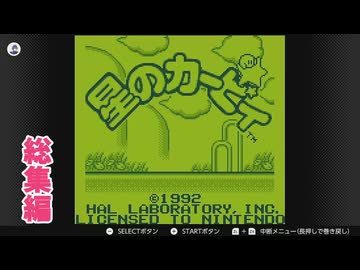 星のカービィ
TM
総集編
©1992
HAL LABORATORY, INC.
LICENSED TO NINTENDO
SELECTボタン
STARTボタン
中断メニュー(長押しで巻き戻し)